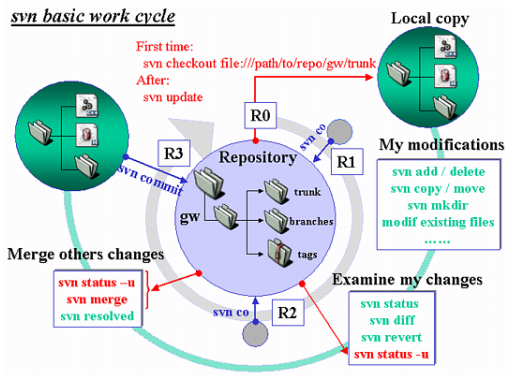 svn basic work cycle
Local copy
First time:
svn checkout file:///path/to/repo/gw/trunk
After:
svn update
R0
R3
svn co
R1
Repository
svn commit
gw
trunk
branches
tags
My modifications
svn add / delete
svn copy / move
svn mkdir
modif existing files
......
Merge others changes
svn status –u
svn merge
svn resolved
svn co
R2
Examine my changes
svn status
svn diff
svn revert
svn status -u